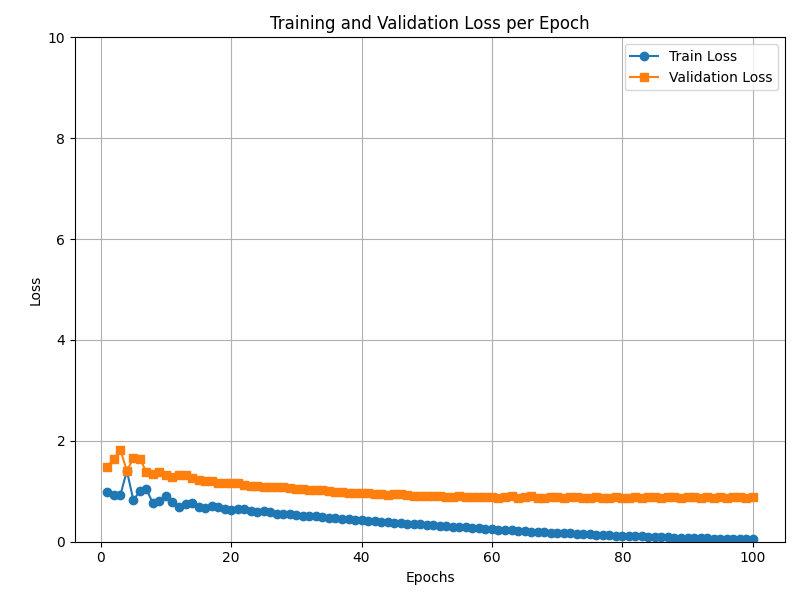 Training and Validation Loss per Epoch
Train Loss
Validation Loss
10
8
6
4
2
0
Loss
0 20 40 60 80 100
Epochs